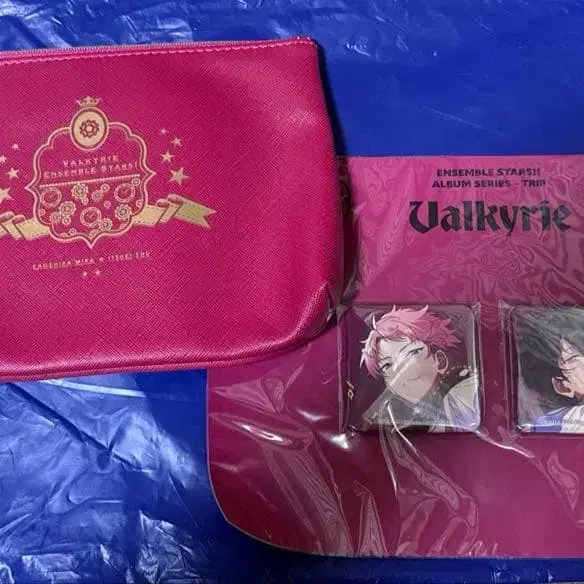 VALKYRIE
ENSEMBLE STARS!
KAGEHIRA MIKA ★ ITSUKI SHU
ENSEMBLE STARS!!
ALBUM SERIES - TRIP
Valkyrie